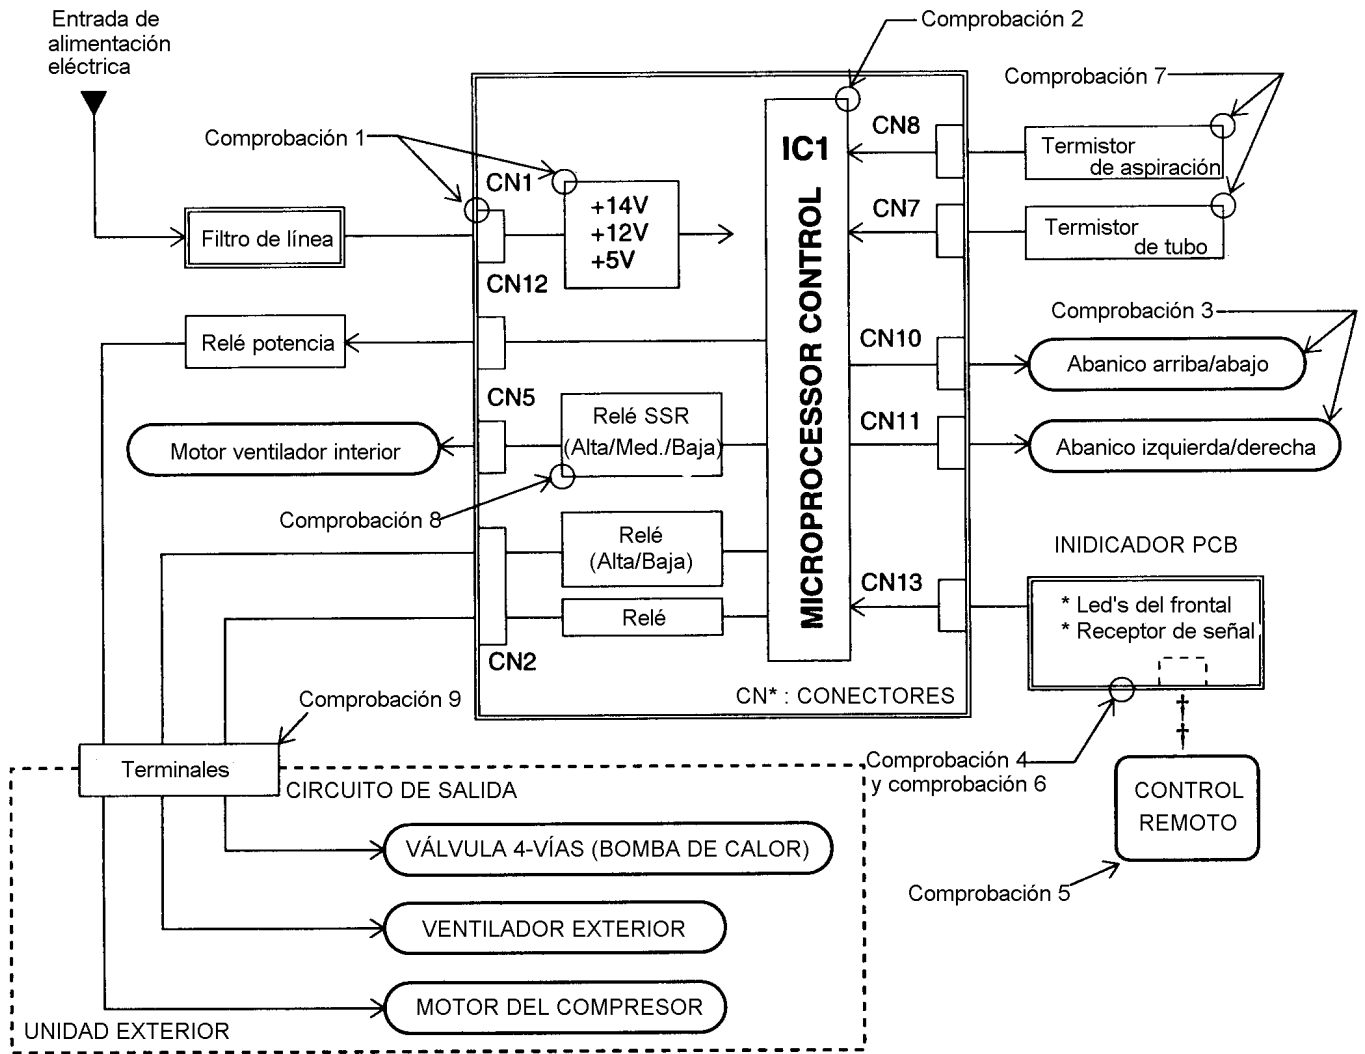 Entrada de
alimentación
eléctrica
Comprobación 2
Comprobación 7
Comprobación 1
CN1
+14V
+12V
+5V
IC1
MICROPROCESSOR CONTROL
CN8
Termistor
de aspiración
CN7
Termistor
de tubo
Filtro de línea
CN12
Relé potencia
Comprobación 3
CN10
Abanico arriba/abajo
CN5
Relé SSR
(Alta/Med./Baja)
CN11
Abanico izquierda/derecha
Motor ventilador interior
Comprobación 8
Relé
(Alta/Baja)
INIDICADOR PCB
CN13
* Led's del frontal
* Receptor de señal
Relé
CN2
CN* : CONECTORES
Comprobación 9
Comprobación 4
y comprobación 6
Terminales
CIRCUITO DE SALIDA
CONTROL
REMOTO
VÁLVULA 4-VÍAS (BOMBA DE CALOR)
Comprobación 5
VENTILADOR EXTERIOR
MOTOR DEL COMPRESOR
UNIDAD EXTERIOR